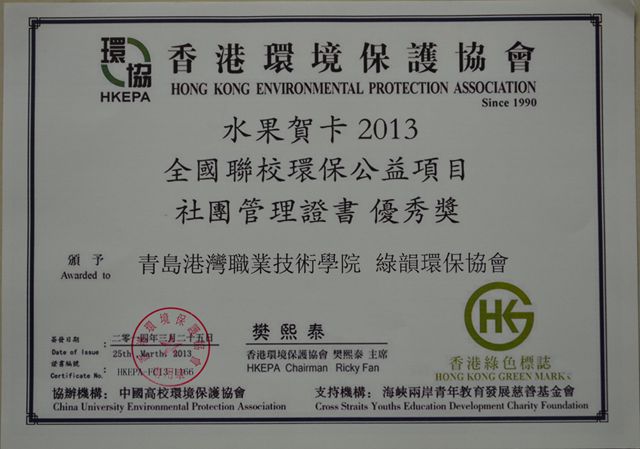 環協
HKEPA
香港環境保護協會
HONG KONG ENVIRONMENTAL PROTECTION ASSOCIATION
Since 1990
水果賀卡 2013
全國聯校環保公益項目
社團管理證書 優秀獎
頒予
Awarded to
青島港灣職業技術學院 綠韻環保協會
簽發日期
Date of Issue
二零一四年三月二十五日
25th .Marth, 2013
證書編號
Certificate No.
HKEPA-FC13-1166
樊熙泰
香港環境保護協會 樊熙泰 主席
HKEPA Chairman Ricky Fan
HKG
香港綠色標誌
HONG KONG GREEN MARK
協辦機構: 中國高校環境保護協會
China University Environmental Protection Association
支持機構: 海峽兩岸青年教育發展慈善基金會
Cross Straits Youths Education Development Charity Foundation